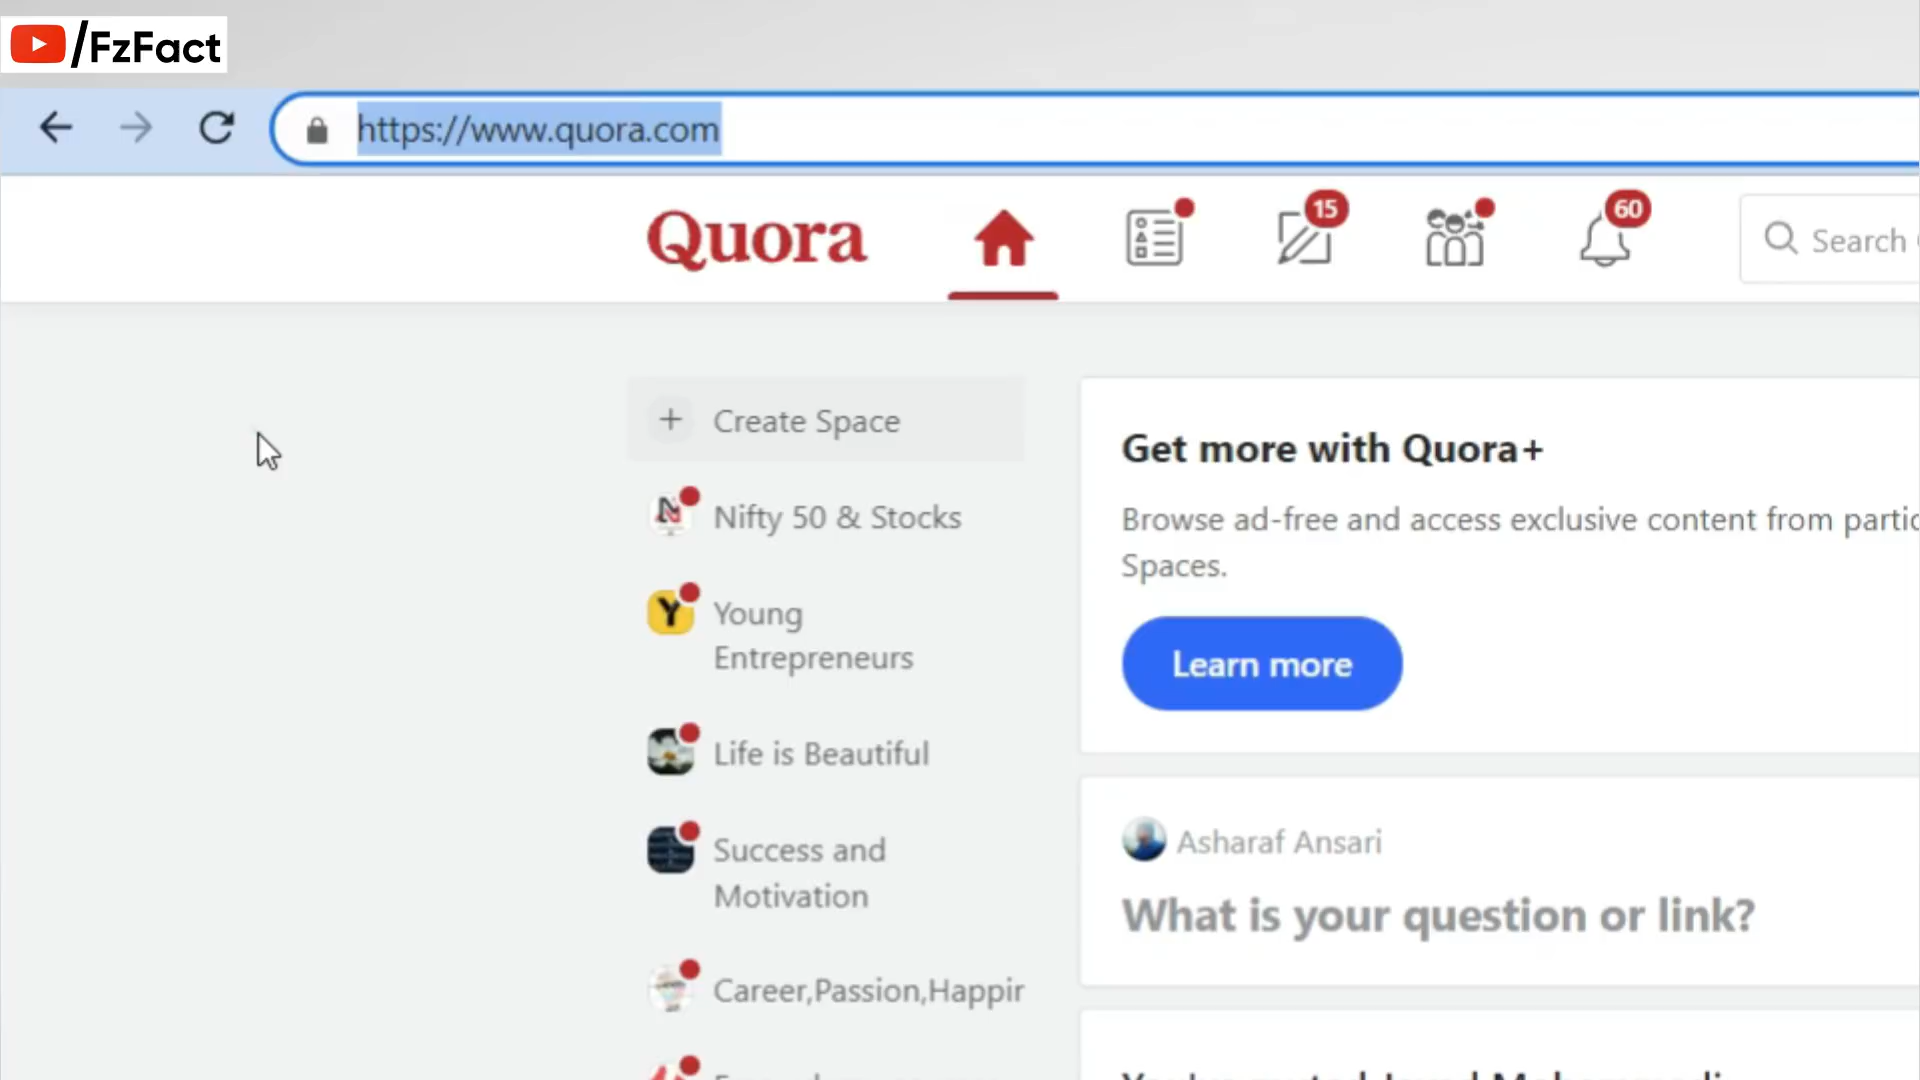 /FzFact
https://www.quora.com
Quora
15
60
Search
Create Space
Nifty 50 & Stocks
Young
Entrepreneurs
Life is Beautiful
Success and
Motivation
Career,Passion,Happin
Get more with Quora+
Browse ad-free and access exclusive content from partic
Spaces.
Learn more
Asharaf Ansari
What is your question or link?